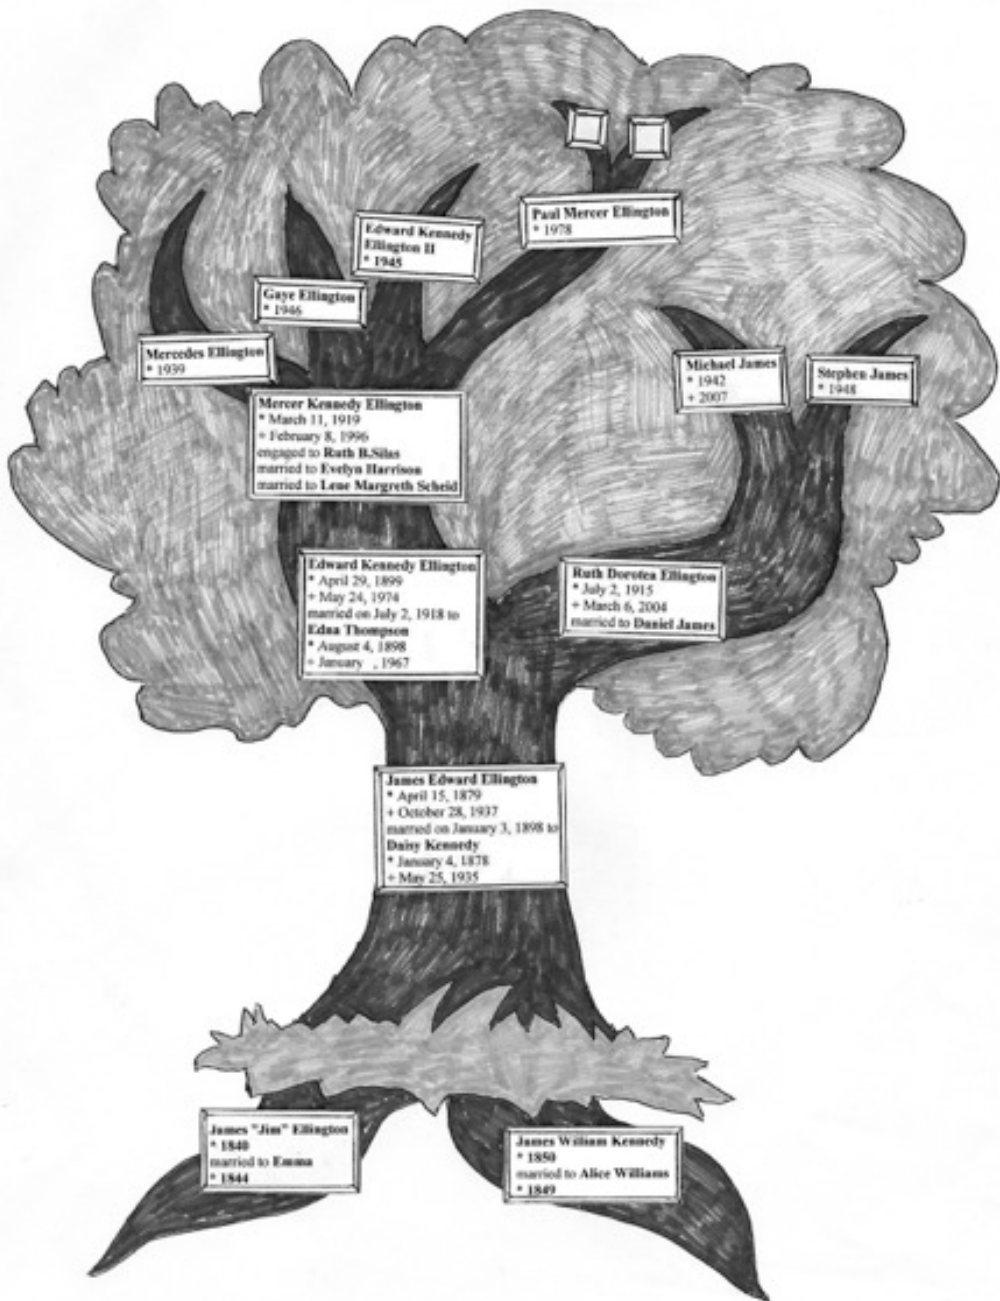 Paul Mercer Ellington
* 1978
Edward Kennedy
Ellington II
* 1945
Gaye Ellington
* 1946
Mercedes Ellington
* 1939
Michael James
* 1942
+ 2007
Stephen James
* 1948
Mercer Kennedy Ellington
* March 11, 1919
+ February 8, 1996
engaged to Ruth B.Silas
married to Evelyn Harrison
married to Lene Margreth Scheid
Edward Kennedy Ellington
* April 29, 1899
+ May 24, 1974
married on July 2, 1918 to
Edna Thompson
* August 4, 1898
+ January , 1967
Ruth Dorotea Ellington
* July 2, 1915
+ March 6, 2004
married to Daniel James
James Edward Ellington
* April 15, 1879
+ October 28, 1937
married on January 3, 1898 to
Daisy Kennedy
* January 4, 1878
+ May 25, 1935
James "Jim" Ellington
* 1840
married to Emma
* 1844
James William Kennedy
* 1850
married to Alice Williams
* 1849